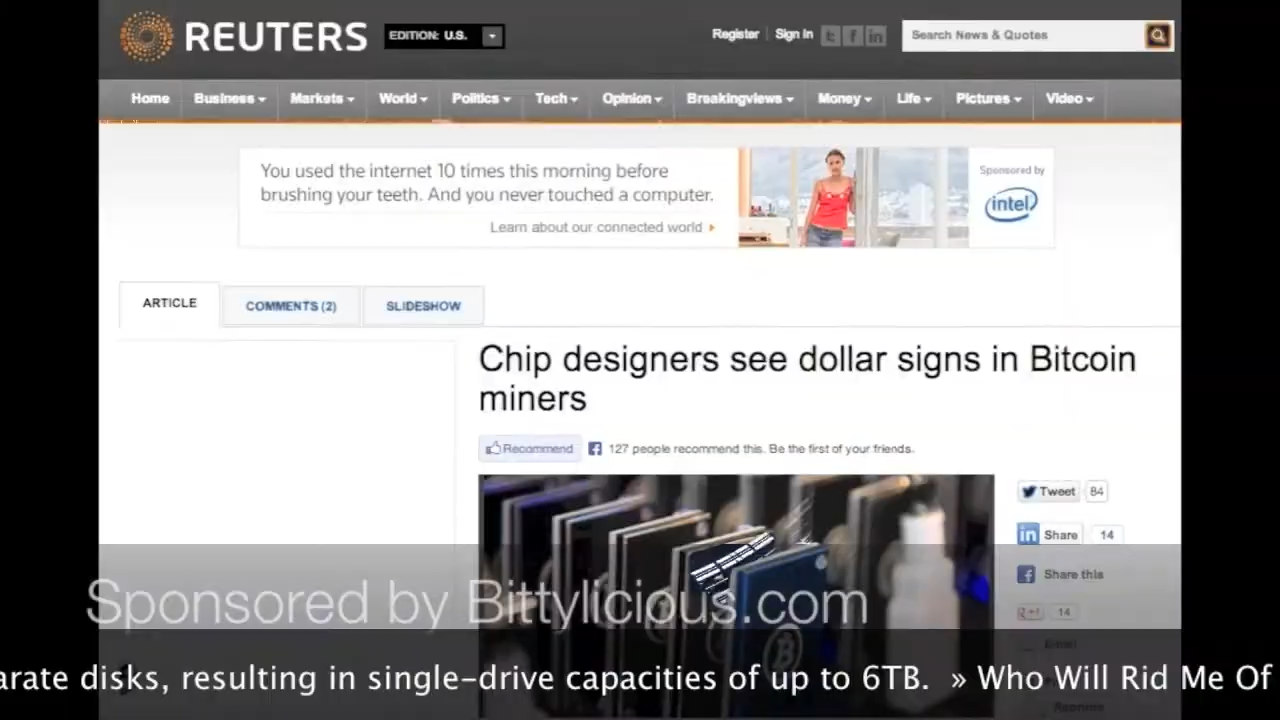 REUTERS
EDITION: U.S.
Register
Sign In
Search News & Quotes
Home Business Markets World Politics Tech Opinion Breakingviews Money Life Pictures Video
You used the internet 10 times this morning before
brushing your teeth. And you never touched a computer.
Learn about our connected world
Sponsored by
intel
ARTICLE
COMMENTS (2)
SLIDESHOW
Chip designers see dollar signs in Bitcoin
miners
Recommend
127 people recommend this. Be the first of your friends.
Tweet 84
in Share 14
Share this
+1 14
Email
Sponsored by Bittylicious.com
arate disks, resulting in single-drive capacities of up to 6TB. » Who Will Rid Me Of
Reprints